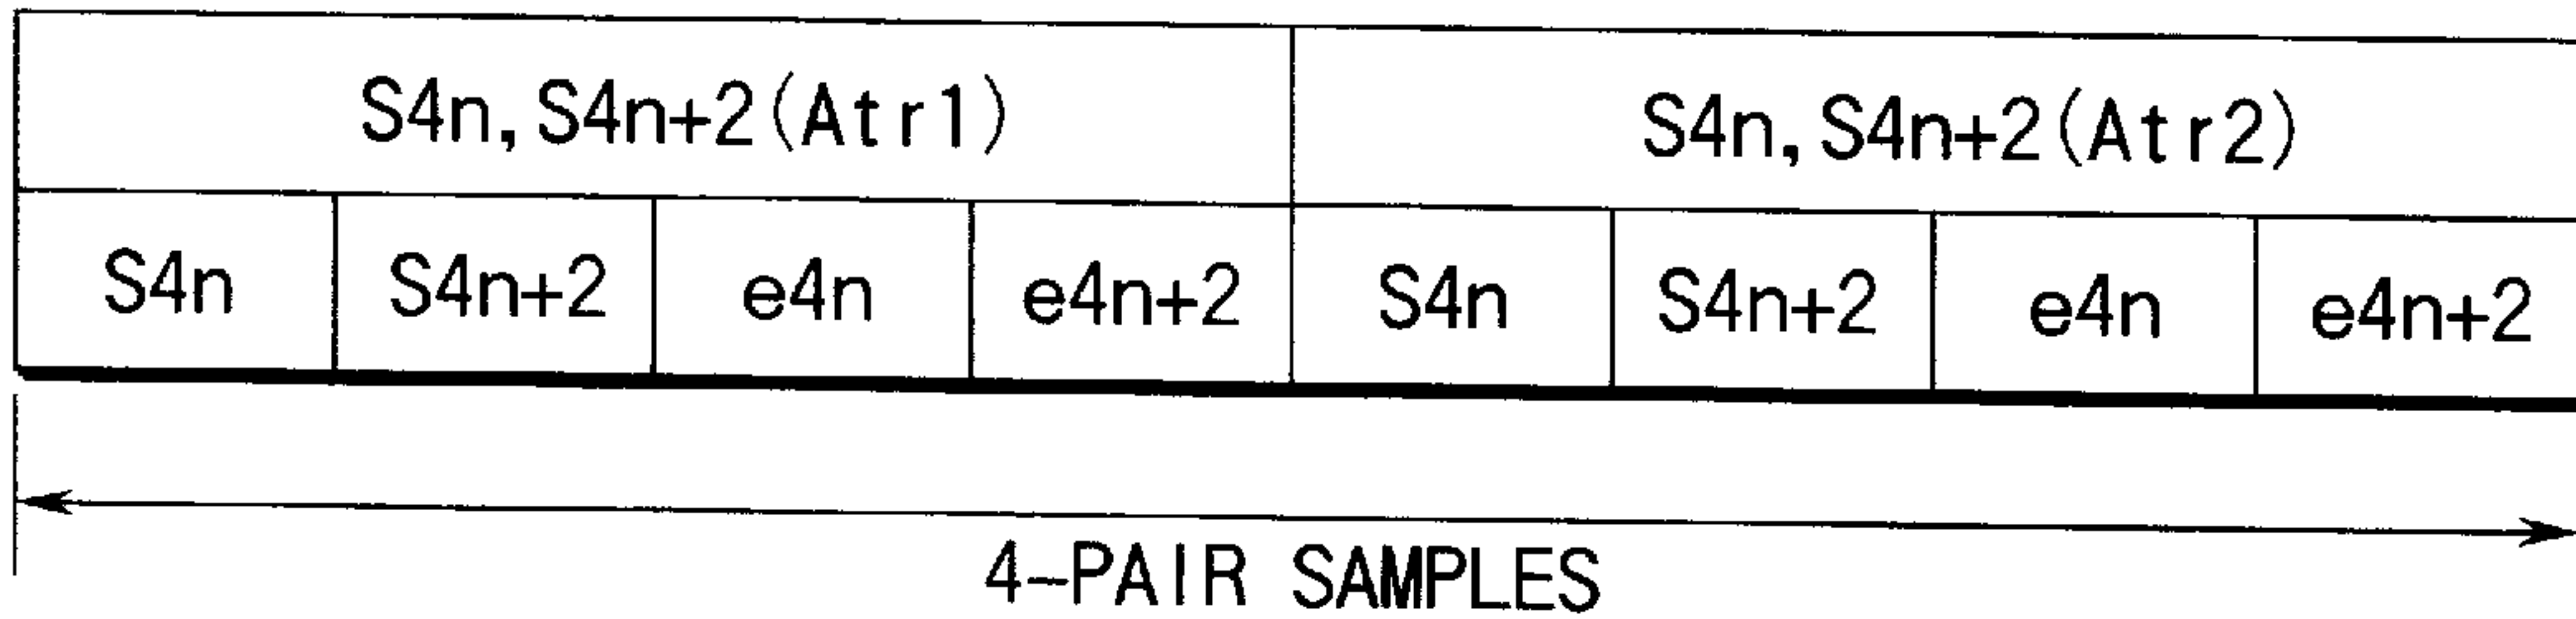 S4n, S4n+2(Atr1) S4n, S4n+2(Atr2)
S4n S4n+2 e4n e4n+2 S4n S4n+2 e4n e4n+2
4-PAIR SAMPLES